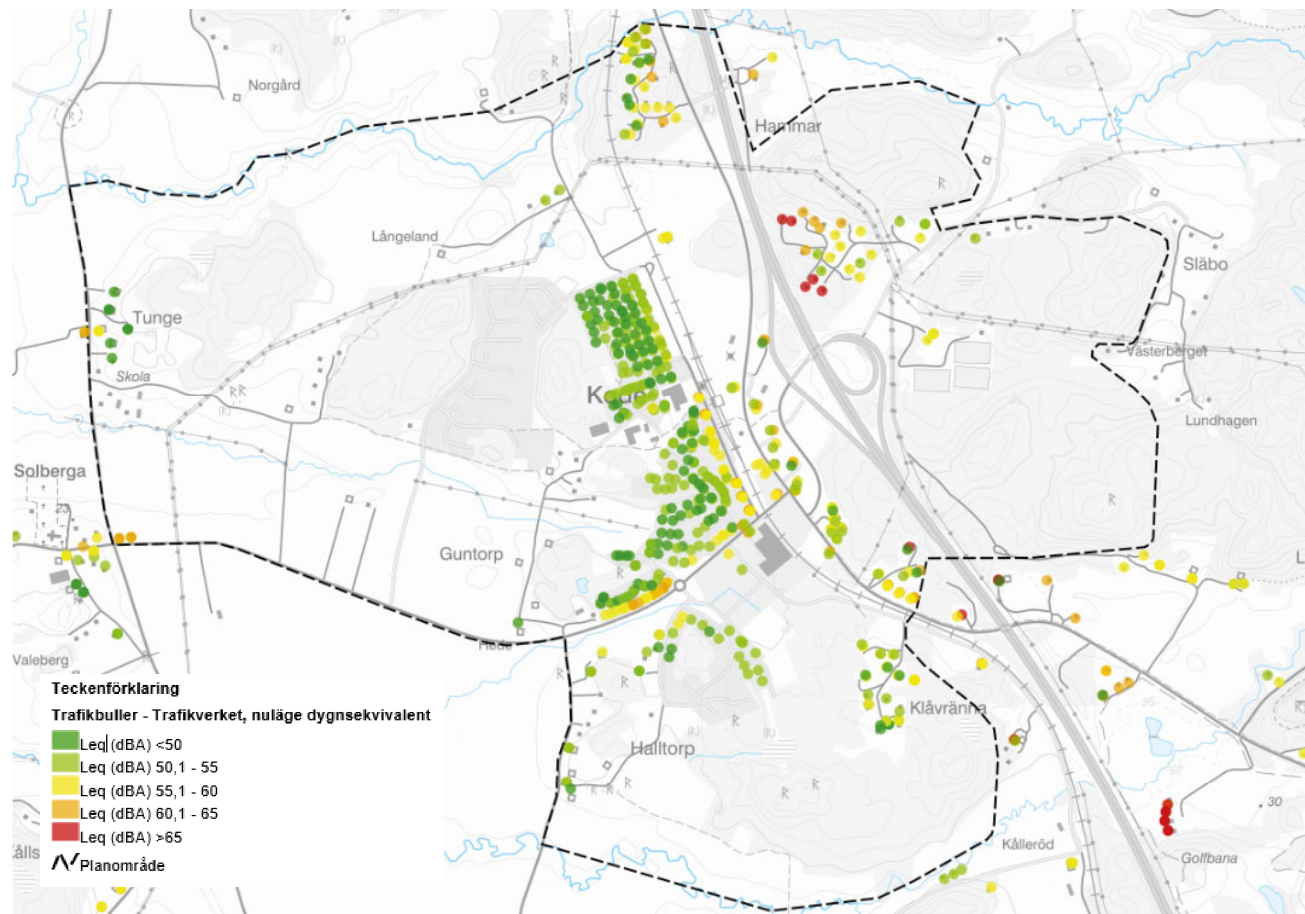 Norgård
Hammar
Långeland
Släbo
Tunge
Skola
Västerberget
Kode
Lundhagen
Solberga
23
Guntorp
Hede
Valeberg
Klåvränna
Halltorp
Teckenförklaring
Trafikbuller - Trafikverket, nuläge dygnsekvivalent
Leq (dBA) <50
Leq (dBA) 50,1 - 55
Leq (dBA) 55,1 - 60
Leq (dBA) 60,1 - 65
Leq (dBA) >65
Planområde
30
Kålleröd
Golfbana